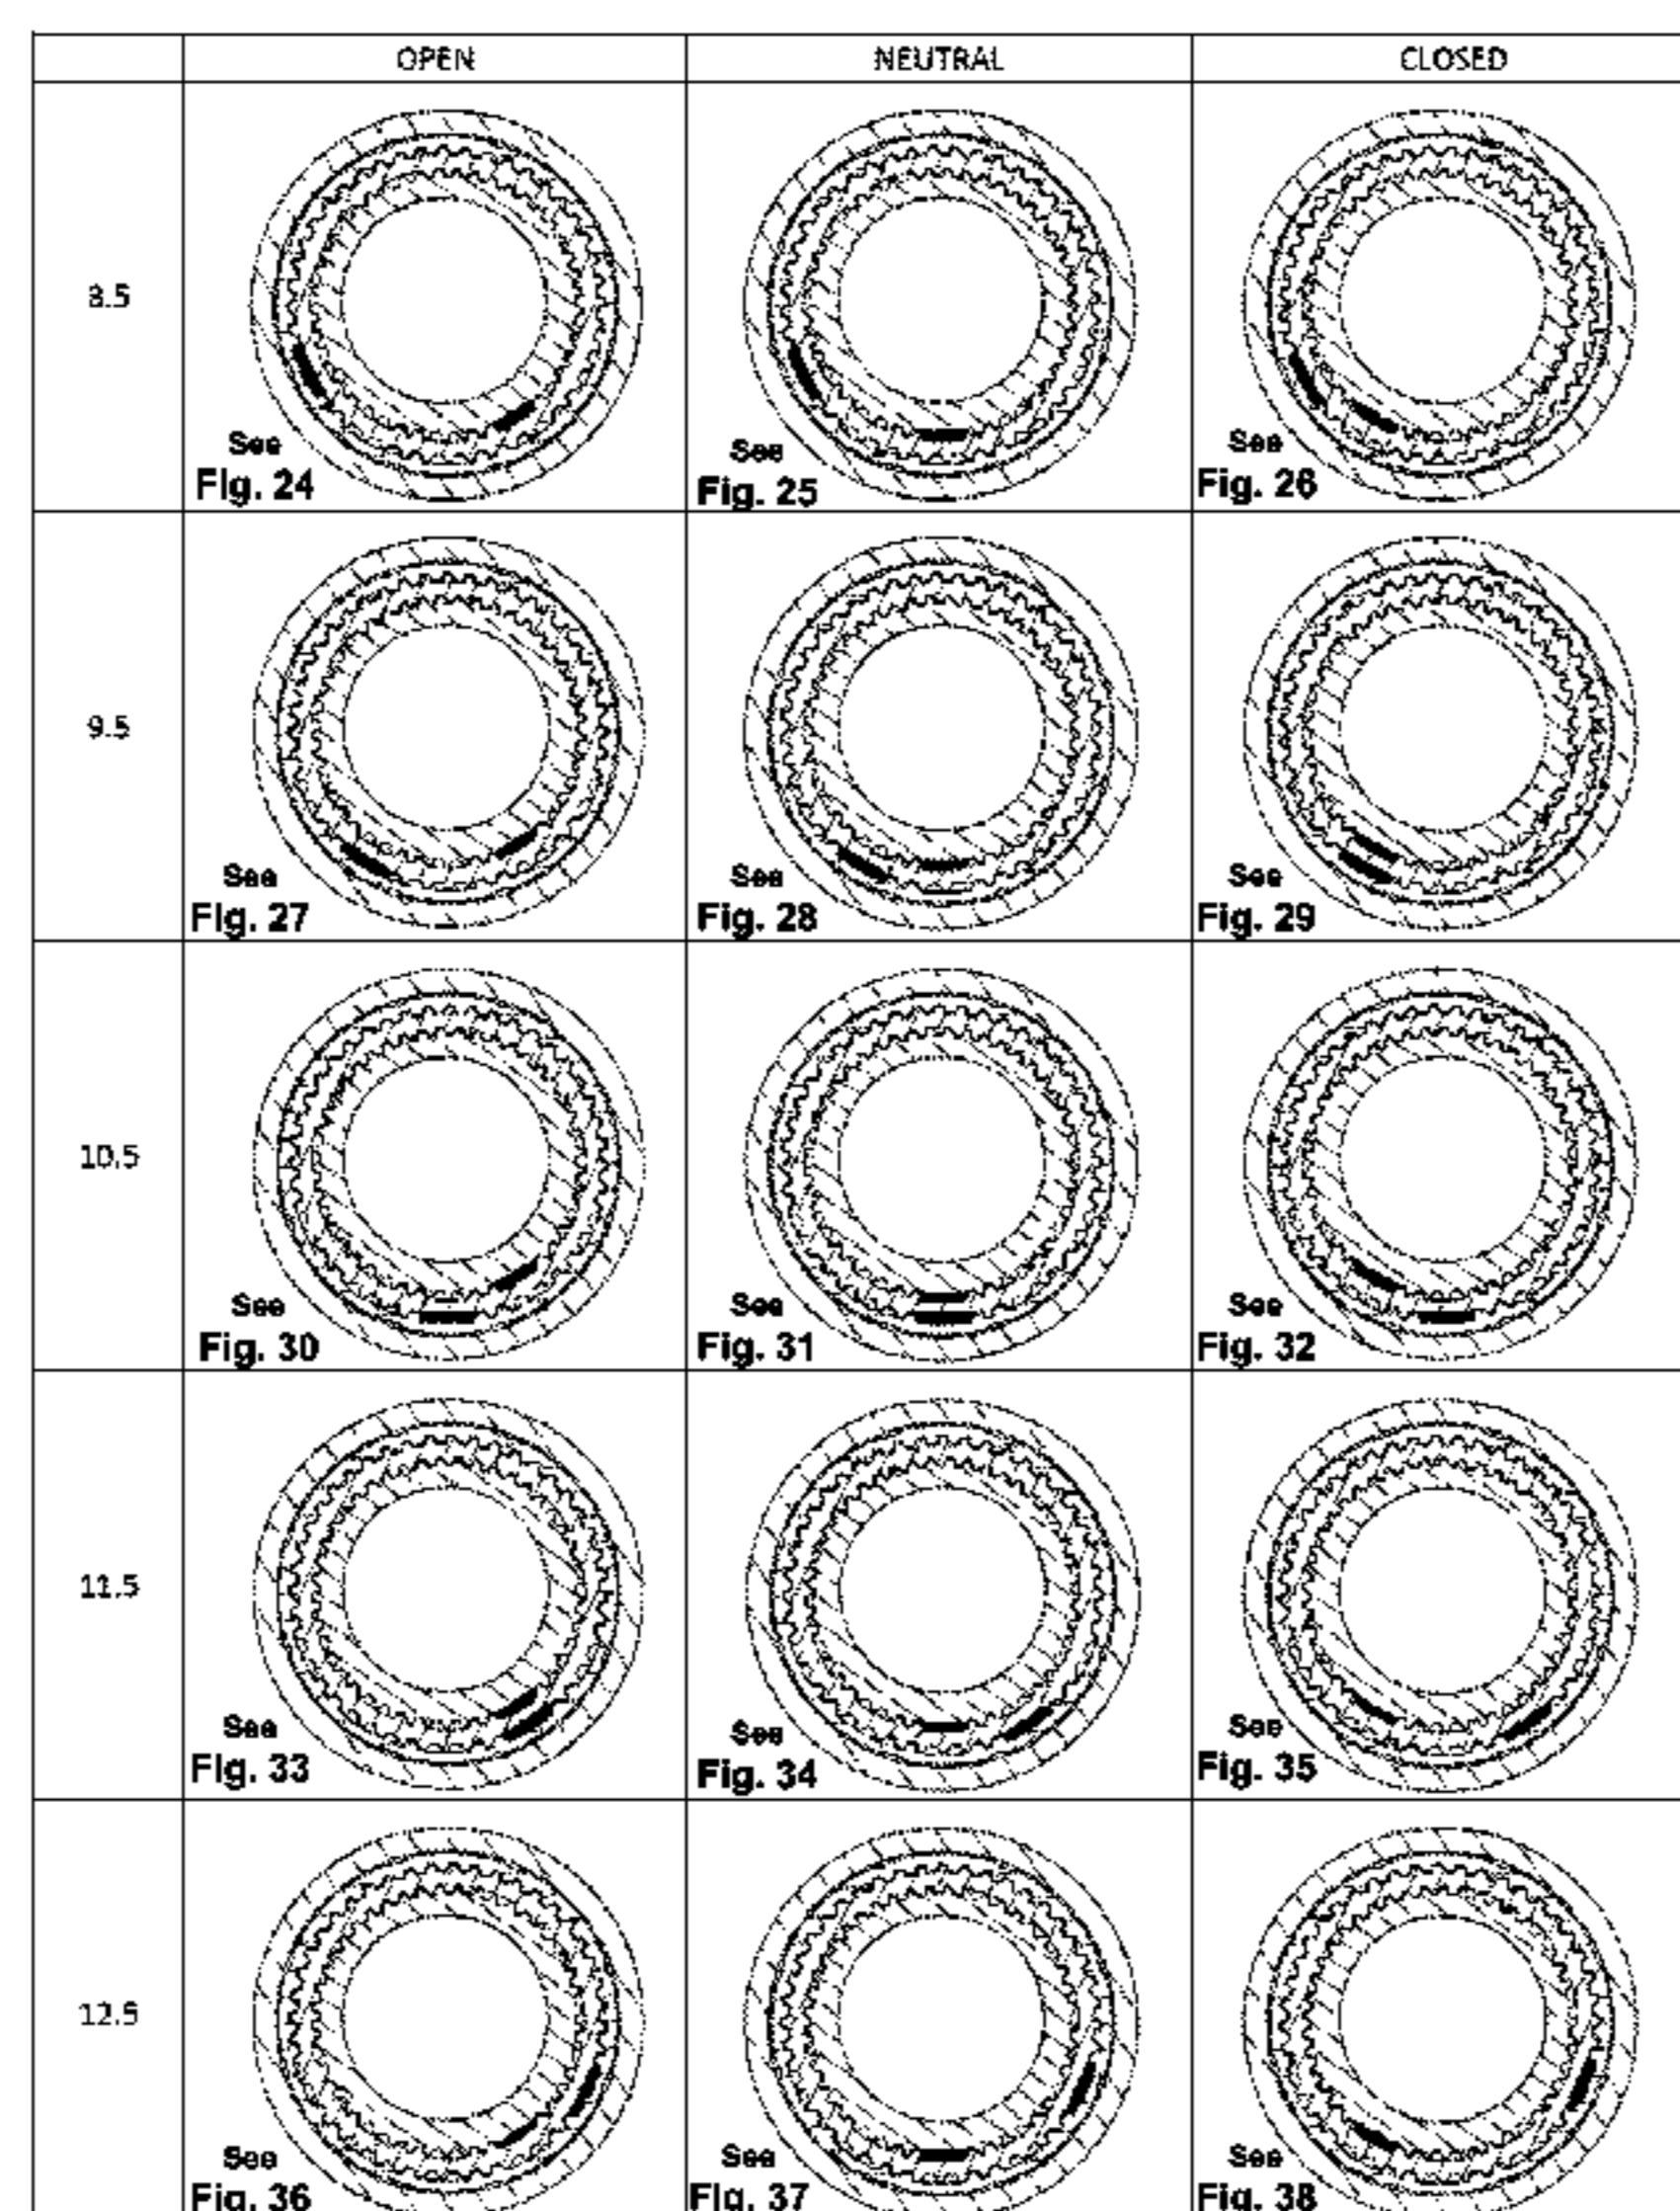 OPEN NEUTRAL CLOSED
8.5
See
Fig. 24
See
Fig. 25
See
Fig. 26
9.5
See
Fig. 27
See
Fig. 28
See
Fig. 29
10.5
See
Fig. 30
See
Fig. 31
See
Fig. 32
11.5
See
Fig. 33
See
Fig. 34
See
Fig. 35
12.5
See
Fig. 36
See
Fig. 37
See
Fig. 38